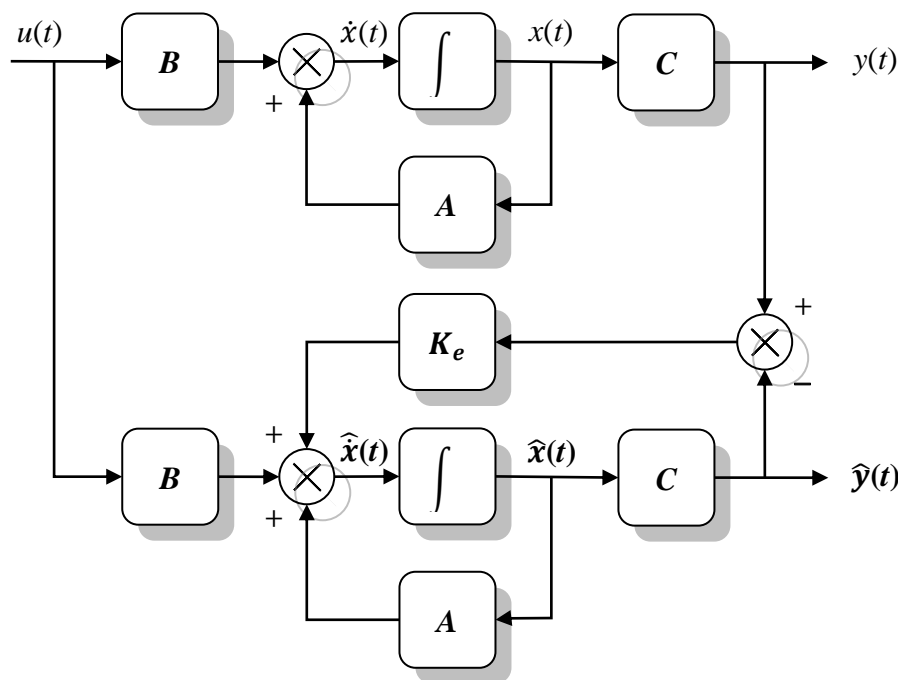 u(t) B ẋ(t) ∫ x(t) C y(t)
+
A
+
K_e
−
+ x̂̇(t) x̂(t)
B ∫ C ŷ(t)
+
A